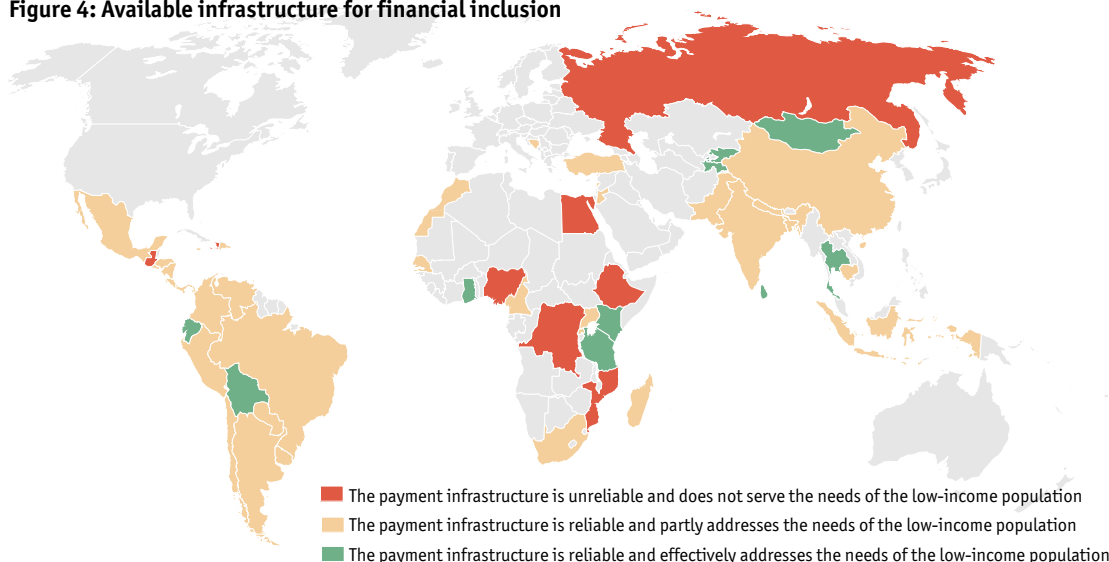 Figure 4: Available infrastructure for financial inclusion
The payment infrastructure is unreliable and does not serve the needs of the low-income population
The payment infrastructure is reliable and partly addresses the needs of the low-income population
The payment infrastructure is reliable and effectively addresses the needs of the low-income population